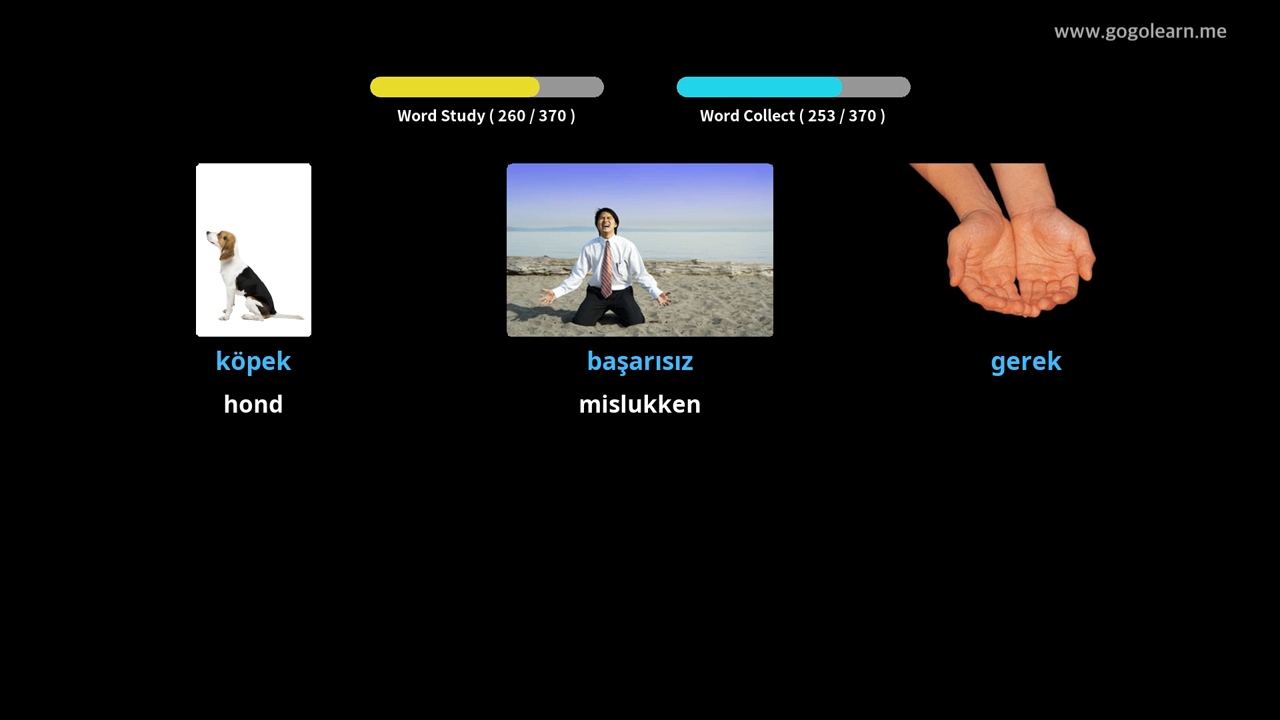 www.gogolearn.me
Word Study ( 260 / 370 )
Word Collect ( 253 / 370 )
köpek
başarısız
gerek
hond
mislukken